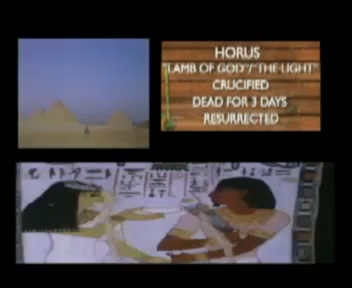 HORUS
"LAMB OF GOD"/"THE LIGHT"
CRUCIFIED
DEAD FOR 3 DAYS
RESURRECTED